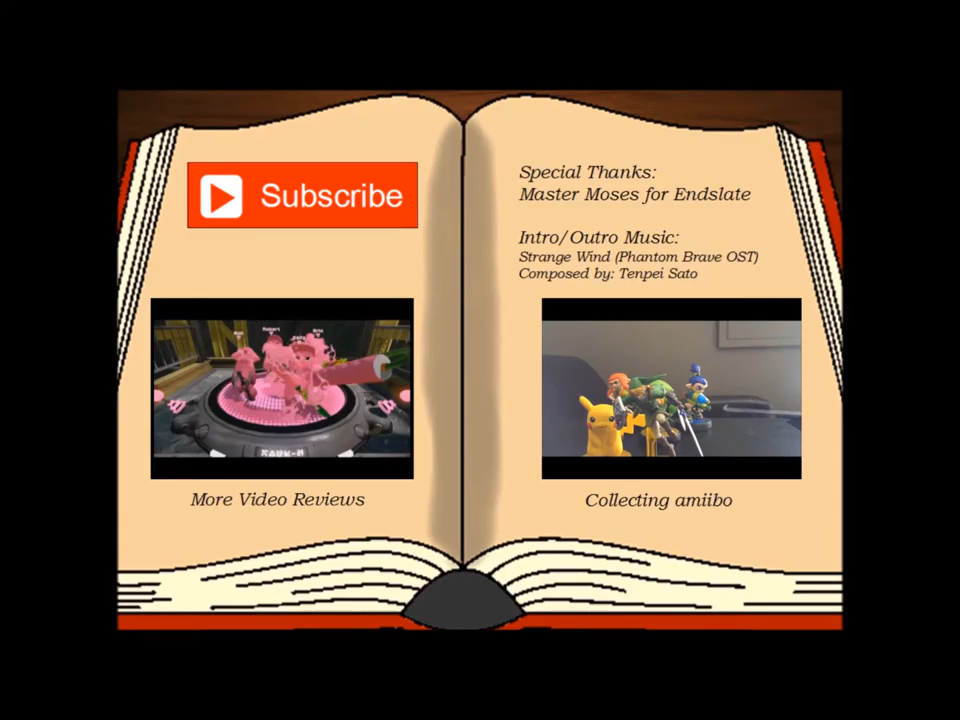 Subscribe
Special Thanks:
Master Moses for Endslate
Intro/Outro Music:
Strange Wind (Phantom Brave OST)
Composed by: Tenpei Sato
More Video Reviews
Collecting amiibo